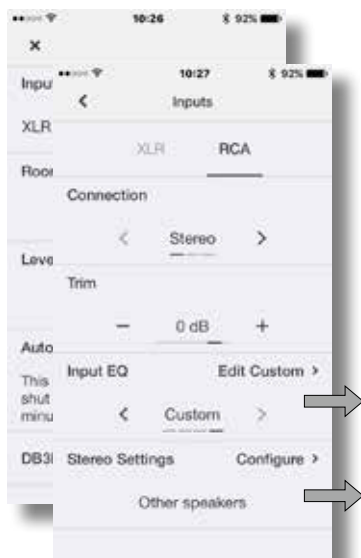 10:26
92%
×
Inpu
XLR
Room
Leve
Auto
This
shut
minu
DB3
10:27
92%
Inputs
XLR
RCA
Connection
< Stereo >
Trim
− 0 dB +
Input EQ
Edit Custom >
< Custom >
Stereo Settings
Configure >
Other speakers